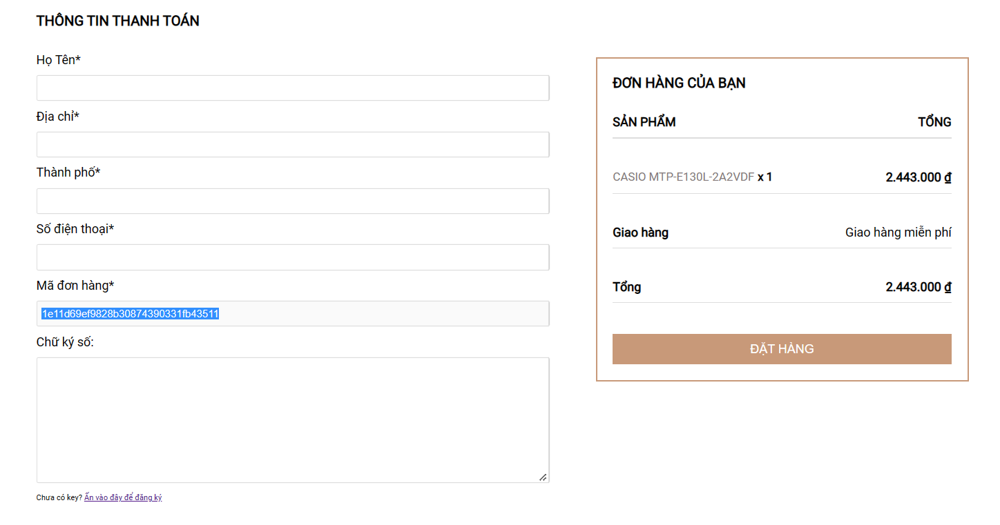 THÔNG TIN THANH TOÁN
Họ Tên*
Địa chỉ*
Thành phố*
Số điện thoại*
Mã đơn hàng*
1e11d69ef9828b30874390331fb43511
Chữ ký số:
Chưa có key? Ấn vào đây để đăng ký
ĐƠN HÀNG CỦA BẠN
SẢN PHẨM TỔNG
CASIO MTP-E130L-2A2VDF x 1 2.443.000 ₫
Giao hàng Giao hàng miễn phí
Tổng 2.443.000 ₫
ĐẶT HÀNG